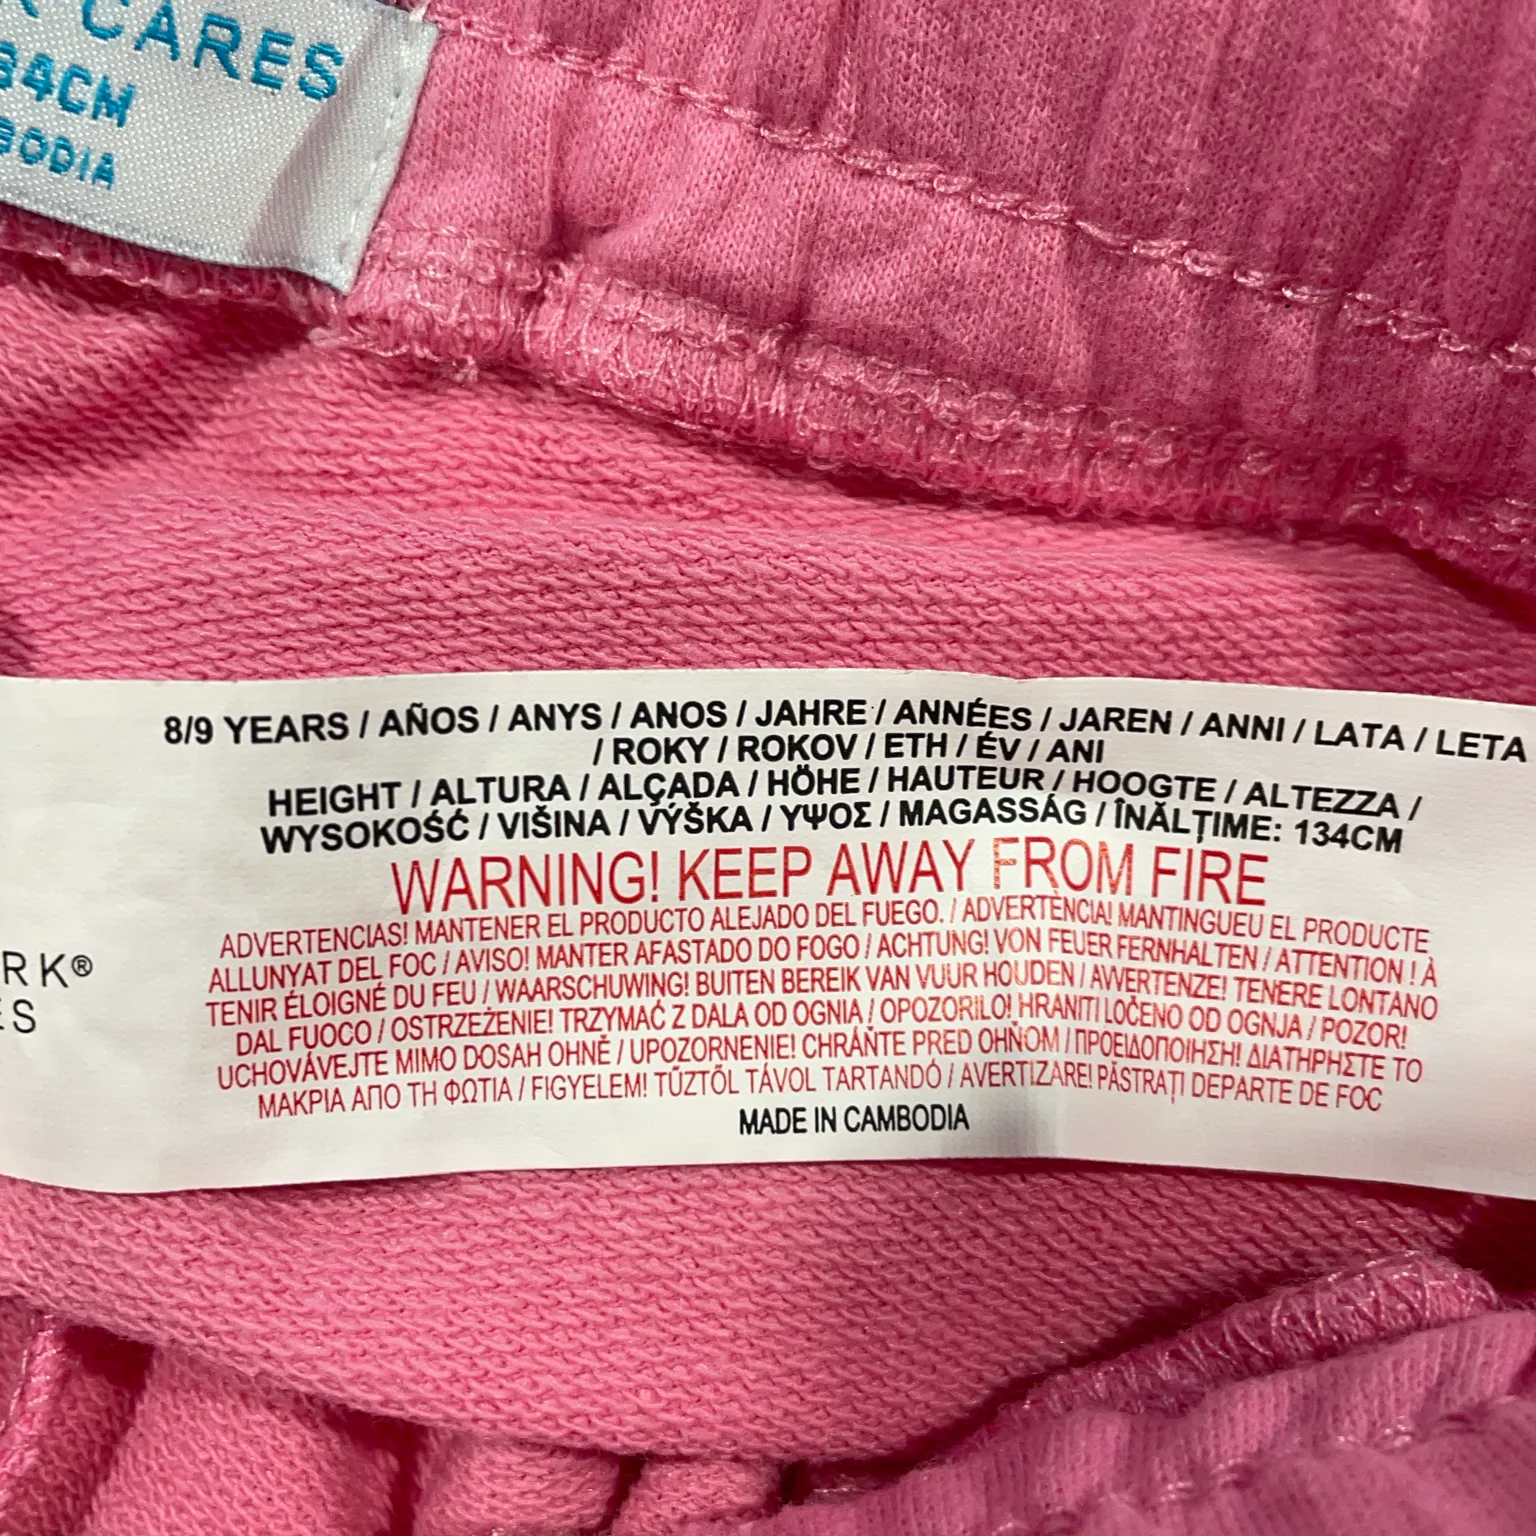 CARES
34CM
BODIA
8/9 YEARS / AÑOS / ANYS / ANOS / JAHRE / ANNÉES / JAREN / ANNI / LATA / LETA
/ ROKY / ROKOV / ΕΤΗ / ÉV / ANI
HEIGHT / ALTURA / ALÇADA / HÖHE / HAUTEUR / HOOGTE / ALTEZZA /
WYSOKOŚĆ / VIŠINA / VÝŠKA / ΥΨΟΣ / MAGASSÁG / ÎNĂLȚIME: 134CM
WARNING! KEEP AWAY FROM FIRE
ADVERTENCIAS! MANTENER EL PRODUCTO ALEJADO DEL FUEGO. / ADVERTÈNCIA! MANTINGUEU EL PRODUCTE
ALLUNYAT DEL FOC / AVISO! MANTER AFASTADO DO FOGO / ACHTUNG! VON FEUER FERNHALTEN / ATTENTION ! À
TENIR ÉLOIGNÉ DU FEU / WAARSCHUWING! BUITEN BEREIK VAN VUUR HOUDEN / AVVERTENZE! TENERE LONTANO
DAL FUOCO / OSTRZEŻENIE! TRZYMAĆ Z DALA OD OGNIA / OPOZORILO! HRANITI LOČENO OD OGNJA / POZOR!
UCHOVÁVEJTE MIMO DOSAH OHNĚ / UPOZORNENIE! CHRÁŇTE PRED OHŇOM / ΠΡΟΕΙΔΟΠΟΙΗΣΗ! ΔΙΑΤΗΡΗΣΤΕ ΤΟ
ΜΑΚΡΙΑ ΑΠΟ ΤΗ ΦΩΤΙΑ / FIGYELEM! TŰZTŐL TÁVOL TARTANDÓ / AVERTIZARE! PĂSTRAȚI DEPARTE DE FOC
MADE IN CAMBODIA
RK®
ES